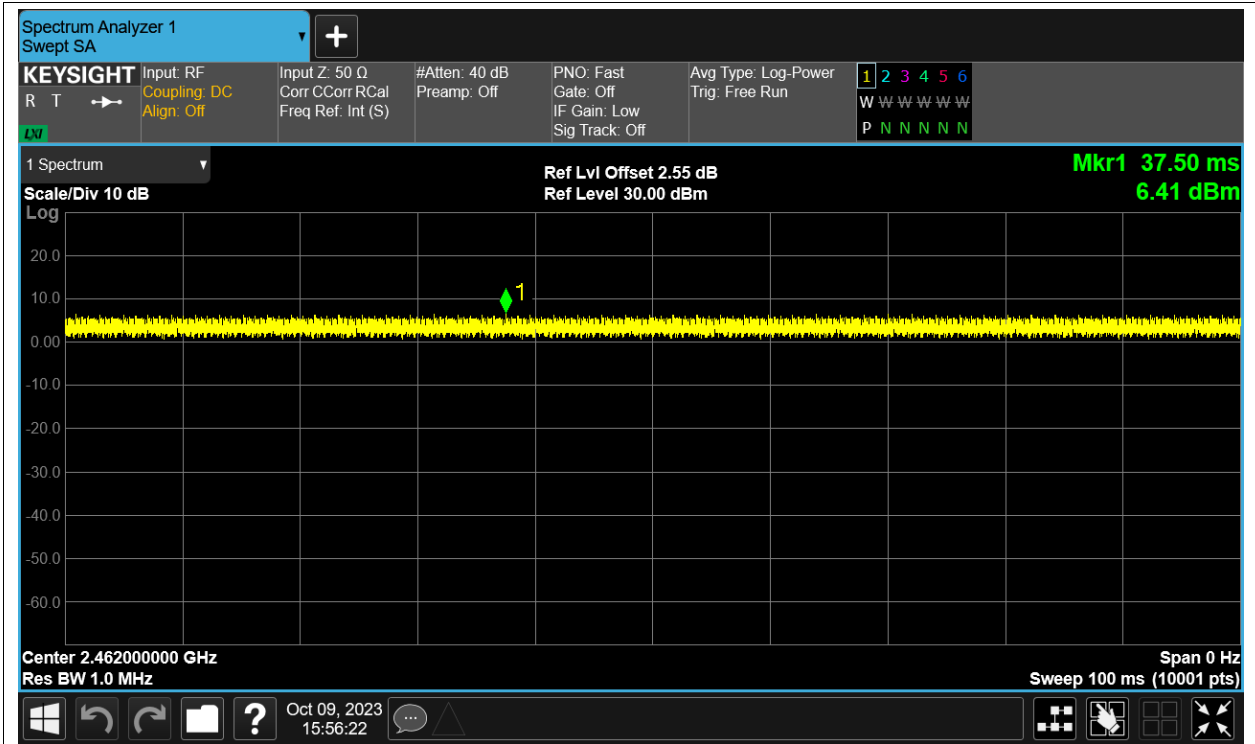 Spectrum Analyzer 1
Swept SA
KEYSIGHT
R T
LXI
Input: RF
Coupling: DC
Align: Off
Input Z: 50 Ω
Corr CCorr RCal
Freq Ref: Int (S)
#Atten: 40 dB
Preamp: Off
PNO: Fast
Gate: Off
IF Gain: Low
Sig Track: Off
Avg Type: Log-Power
Trig: Free Run
1 2 3 4 5 6
W W W W W W
P N N N N N
1 Spectrum
Scale/Div 10 dB
Ref Lvl Offset 2.55 dB
Ref Level 30.00 dBm
Mkr1 37.50 ms
6.41 dBm
Log
20.0
10.0
1
0.00
-10.0
-20.0
-30.0
-40.0
-50.0
-60.0
Center 2.462000000 GHz
Res BW 1.0 MHz
Span 0 Hz
Sweep 100 ms (10001 pts)
?
Oct 09, 2023
15:56:22